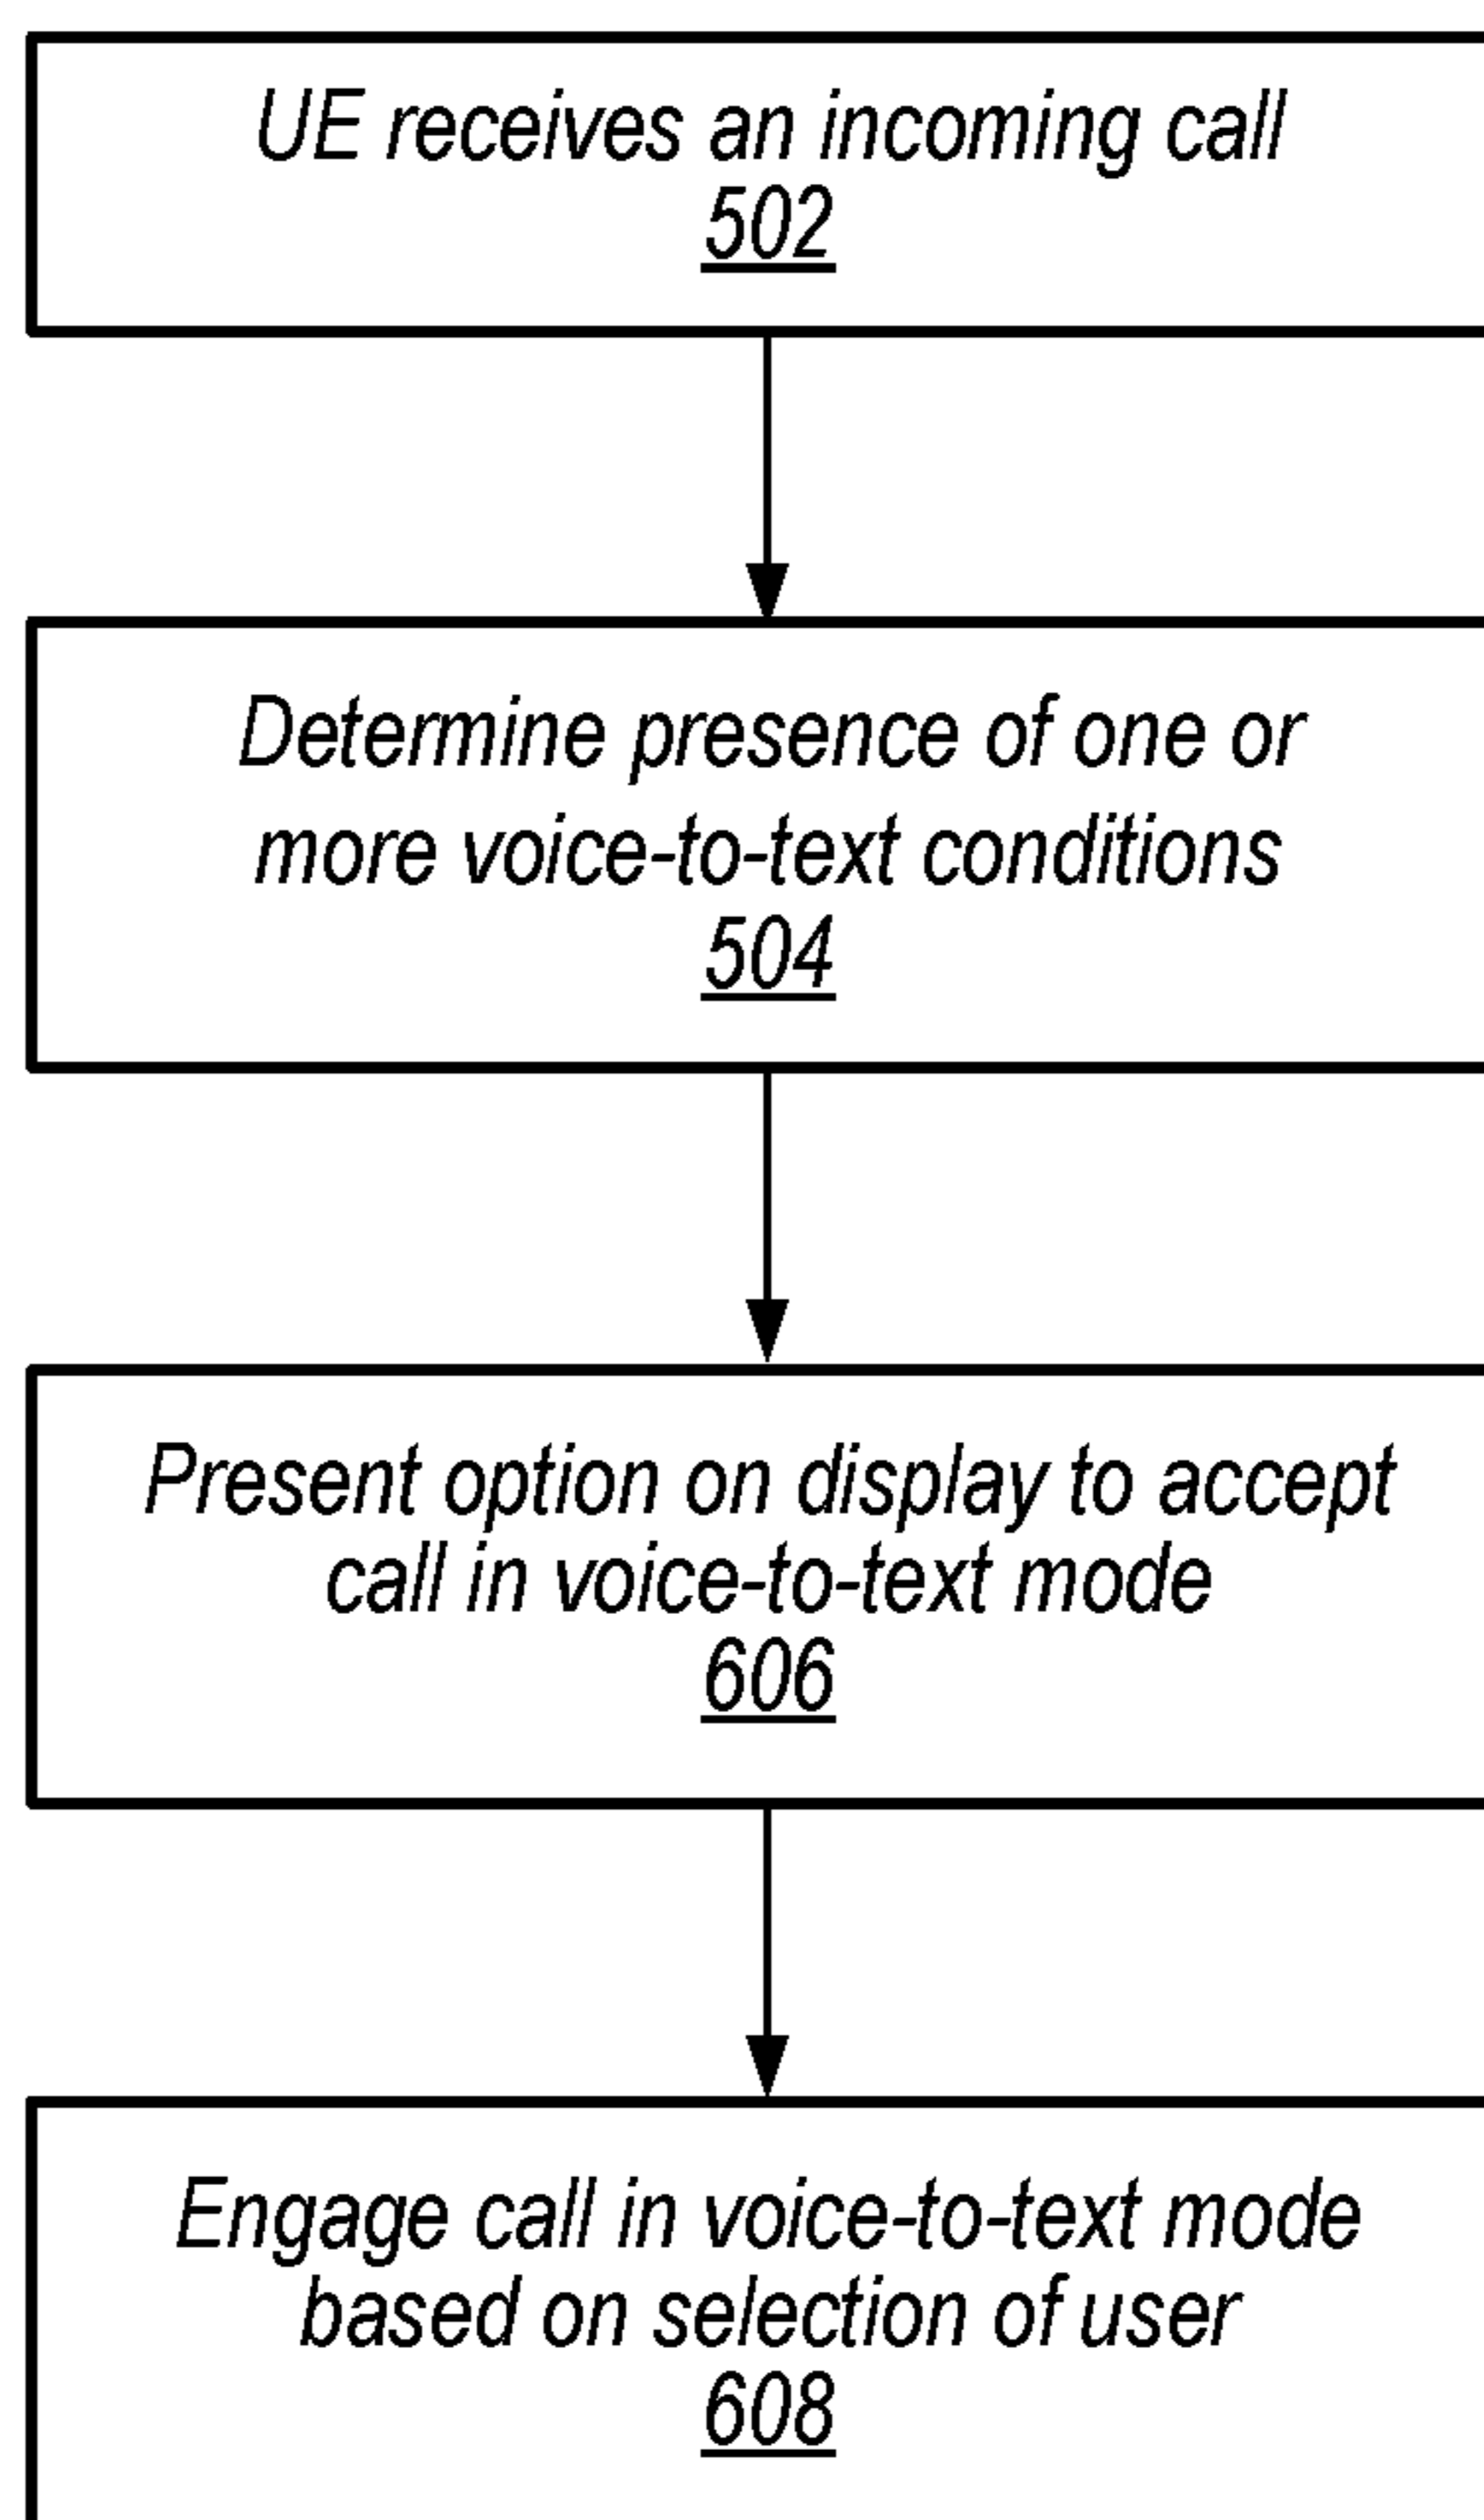 UE receives an incoming call
502
Determine presence of one or
more voice-to-text conditions
504
Present option on display to accept
call in voice-to-text mode
606
Engage call in voice-to-text mode
based on selection of user
608